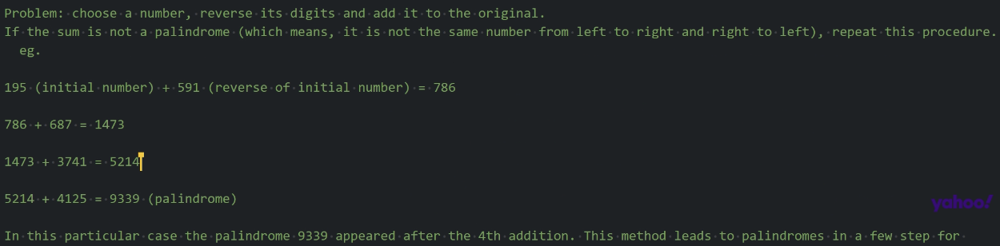 Problem: choose a number, reverse its digits and add it to the original.
If the sum is not a palindrome (which means, it is not the same number from left to right and right to left), repeat this procedure.
eg.
195 (initial number) + 591 (reverse of initial number) = 786
786 + 687 = 1473
1473 + 3741 = 5214
5214 + 4125 = 9339 (palindrome)
yahoo!
In this particular case the palindrome 9339 appeared after the 4th addition. This method leads to palindromes in a few step for